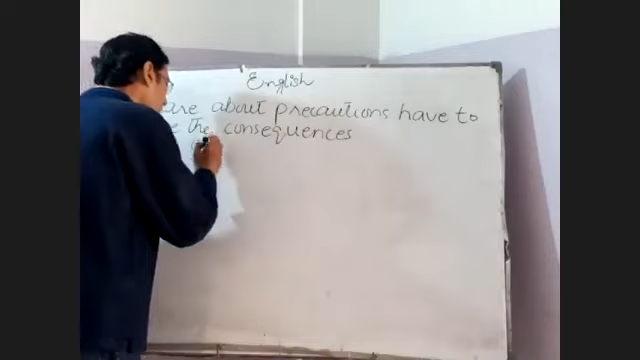 English
are about precautions have to
the consequences